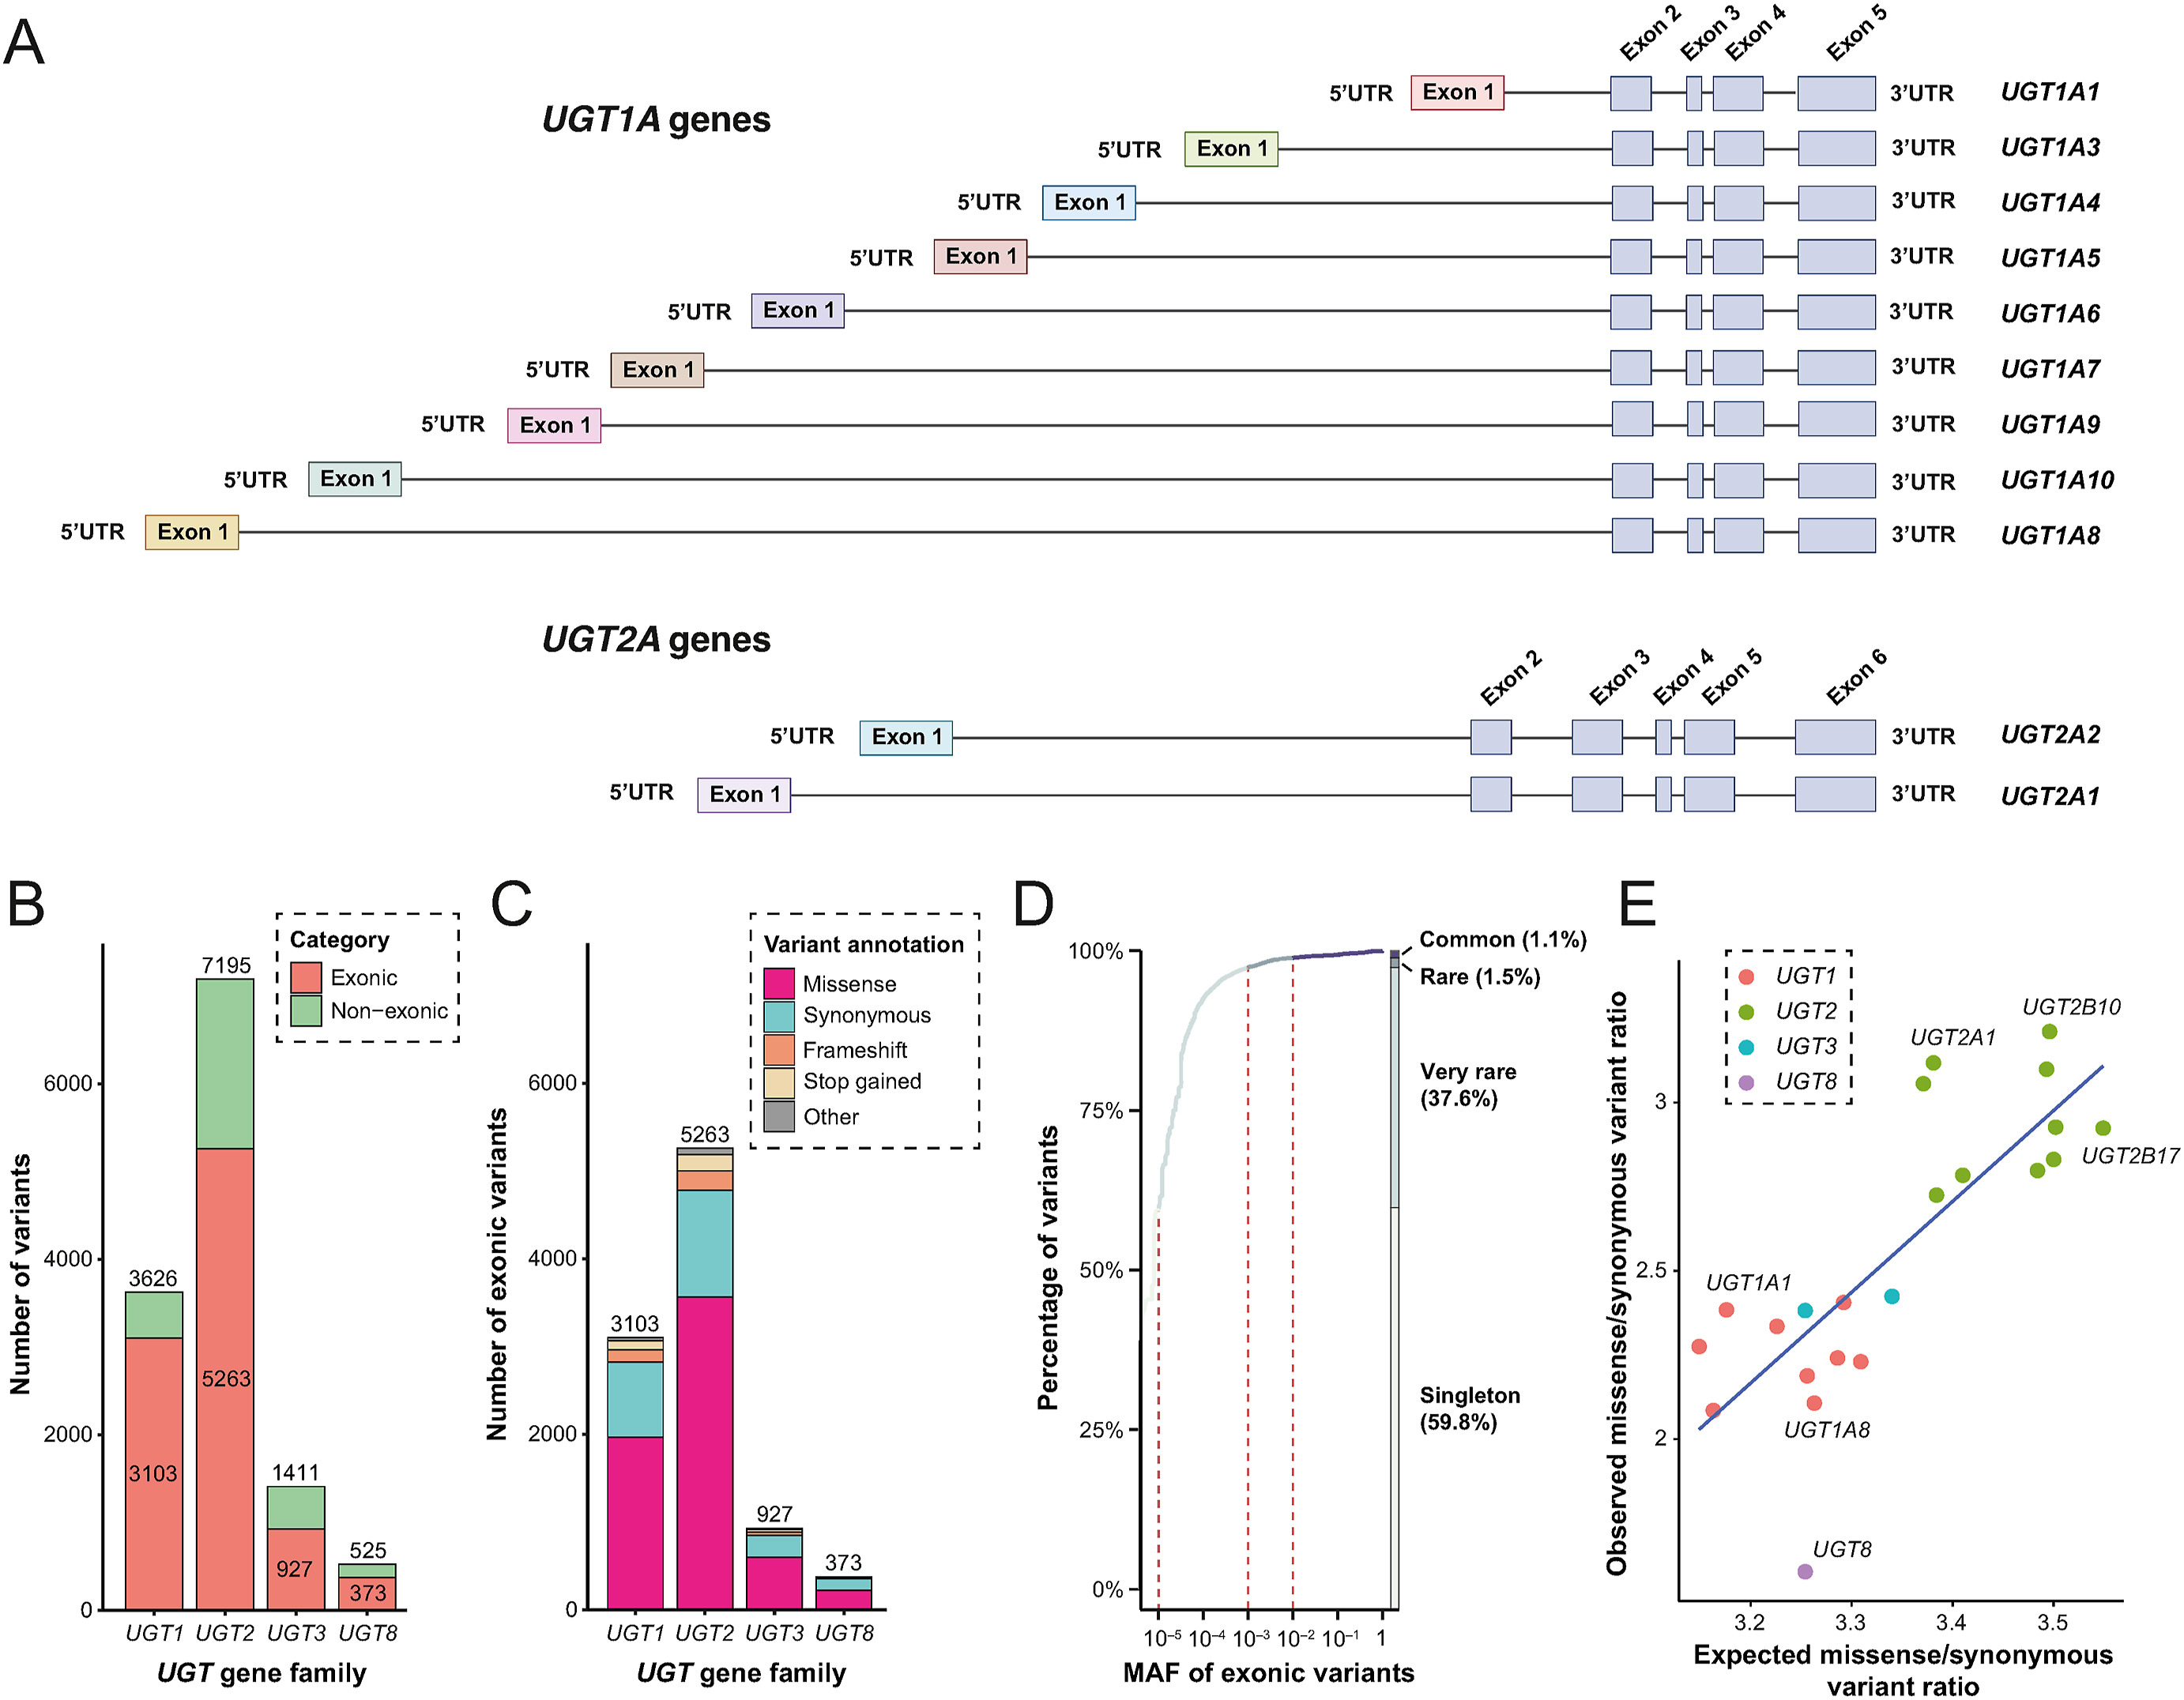 A
UGT1A genes
Exon 2 Exon 3 Exon 4 Exon 5
5’UTR Exon 1 3’UTR UGT1A1
5’UTR Exon 1 3’UTR UGT1A3
5’UTR Exon 1 3’UTR UGT1A4
5’UTR Exon 1 3’UTR UGT1A5
5’UTR Exon 1 3’UTR UGT1A6
5’UTR Exon 1 3’UTR UGT1A7
5’UTR Exon 1 3’UTR UGT1A9
5’UTR Exon 1 3’UTR UGT1A10
5’UTR Exon 1 3’UTR UGT1A8
UGT2A genes
Exon 2 Exon 3 Exon 4 Exon 5 Exon 6
5’UTR Exon 1 3’UTR UGT2A2
5’UTR Exon 1 3’UTR UGT2A1
B
Category
Exonic
Non−exonic
Number of variants
6000
4000
2000
0
3626
3103
7195
5263
1411
927
525
373
UGT1 UGT2 UGT3 UGT8
UGT gene family
C
Variant annotation
Missense
Synonymous
Frameshift
Stop gained
Other
Number of exonic variants
6000
4000
2000
0
3103
5263
927
373
UGT1 UGT2 UGT3 UGT8
UGT gene family
D
Percentage of variants
100%
75%
50%
25%
0%
Common (1.1%)
Rare (1.5%)
Very rare
(37.6%)
Singleton
(59.8%)
10−5 10−4 10−3 10−2 10−1 1
MAF of exonic variants
E
UGT1
UGT2
UGT3
UGT8
Observed missense/synonymous variant ratio
3
2.5
2
UGT2B10
UGT2A1
UGT2B17
UGT1A1
UGT1A8
UGT8
3.2 3.3 3.4 3.5
Expected missense/synonymous
variant ratio